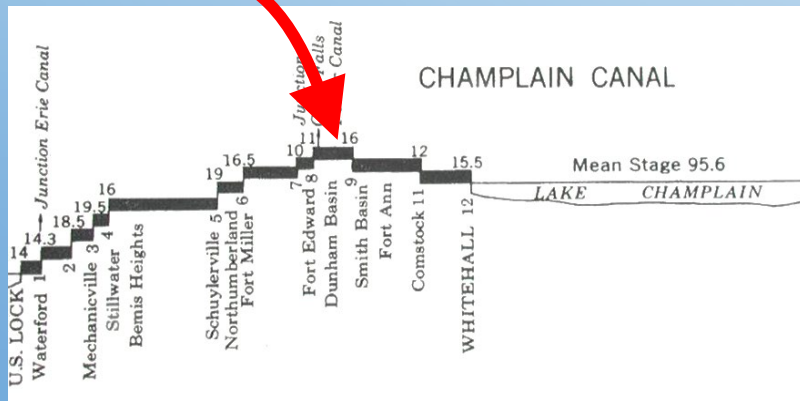 CHAMPLAIN CANAL
Mean Stage 95.6
LAKE CHAMPLAIN
Junction Erie Canal
Canal
14
14.3
18.5
19.5
16
19
16.5
10
11
16
12
15.5
U.S. LOCK
Waterford 1
2
Mechanicville 3
Stillwater 4
Bemis Heights
Schuylerville 5
Northumberland
Fort Miller 6
7
Fort Edward 8
Dunham Basin
Smith Basin 9
Fort Ann
Comstock 11
WHITEHALL 12